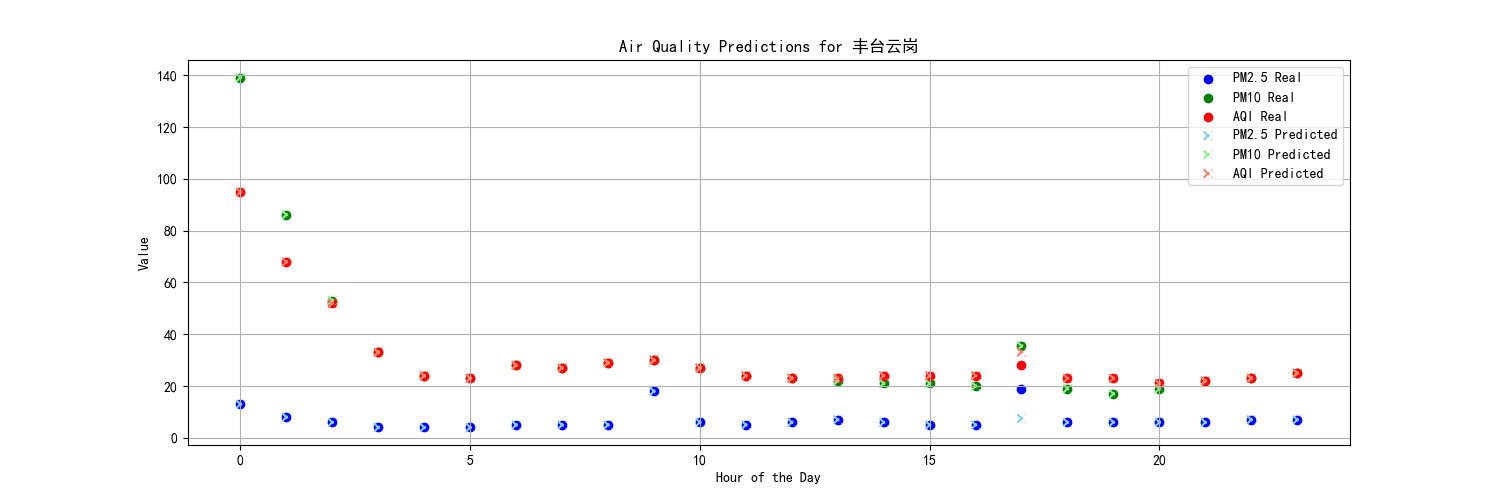 Air Quality Predictions for 丰台云岗
PM2.5 Real
PM10 Real
AQI Real
PM2.5 Predicted
PM10 Predicted
AQI Predicted
Value
140
120
100
80
60
40
20
0
0 5 10 15 20
Hour of the Day